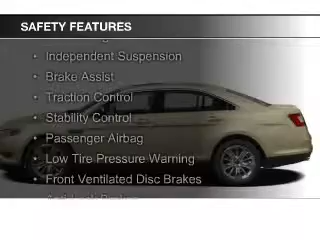 SAFETY FEATURES
• Independent Suspension
• Brake Assist
• Traction Control
• Stability Control
• Passenger Airbag
• Low Tire Pressure Warning
• Front Ventilated Disc Brakes